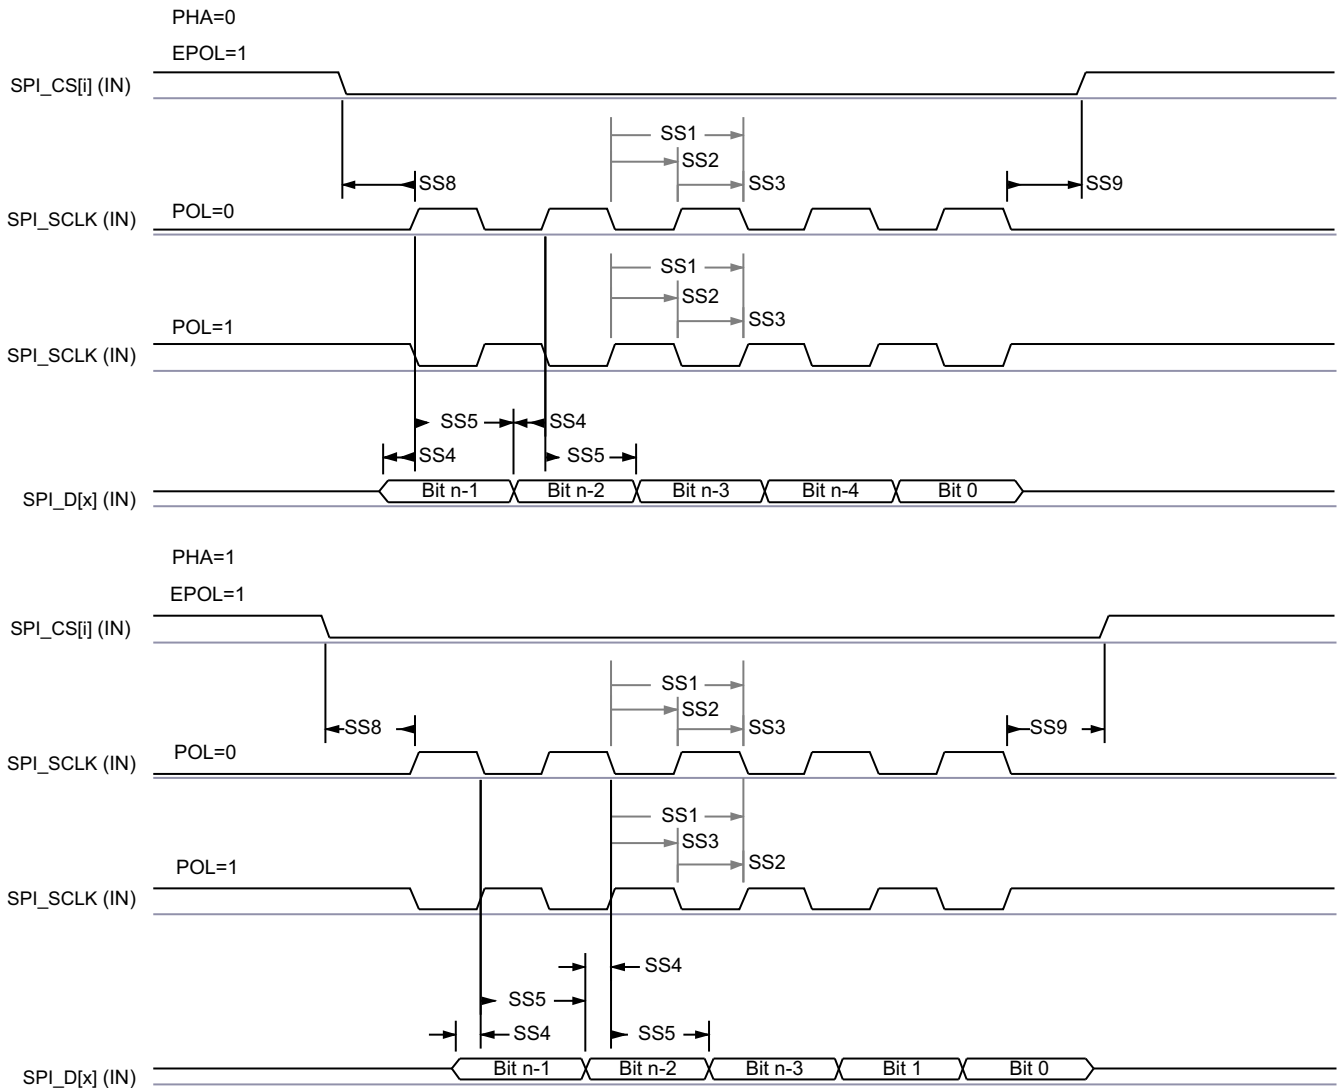 PHA=0
EPOL=1
SPI_CS[i] (IN)
SS1
SS2
SS8
SS3
SS9
POL=0
SPI_SCLK (IN)
SS1
SS2
SS3
POL=1
SPI_SCLK (IN)
SS5
SS4
SS4
SS5
SPI_D[x] (IN)
Bit n-1
Bit n-2
Bit n-3
Bit n-4
Bit 0
PHA=1
EPOL=1
SPI_CS[i] (IN)
SS1
SS2
SS8
SS3
SS9
POL=0
SPI_SCLK (IN)
SS1
SS3
SS2
POL=1
SPI_SCLK (IN)
SS4
SS5
SS4
SS5
SPI_D[x] (IN)
Bit n-1
Bit n-2
Bit n-3
Bit 1
Bit 0